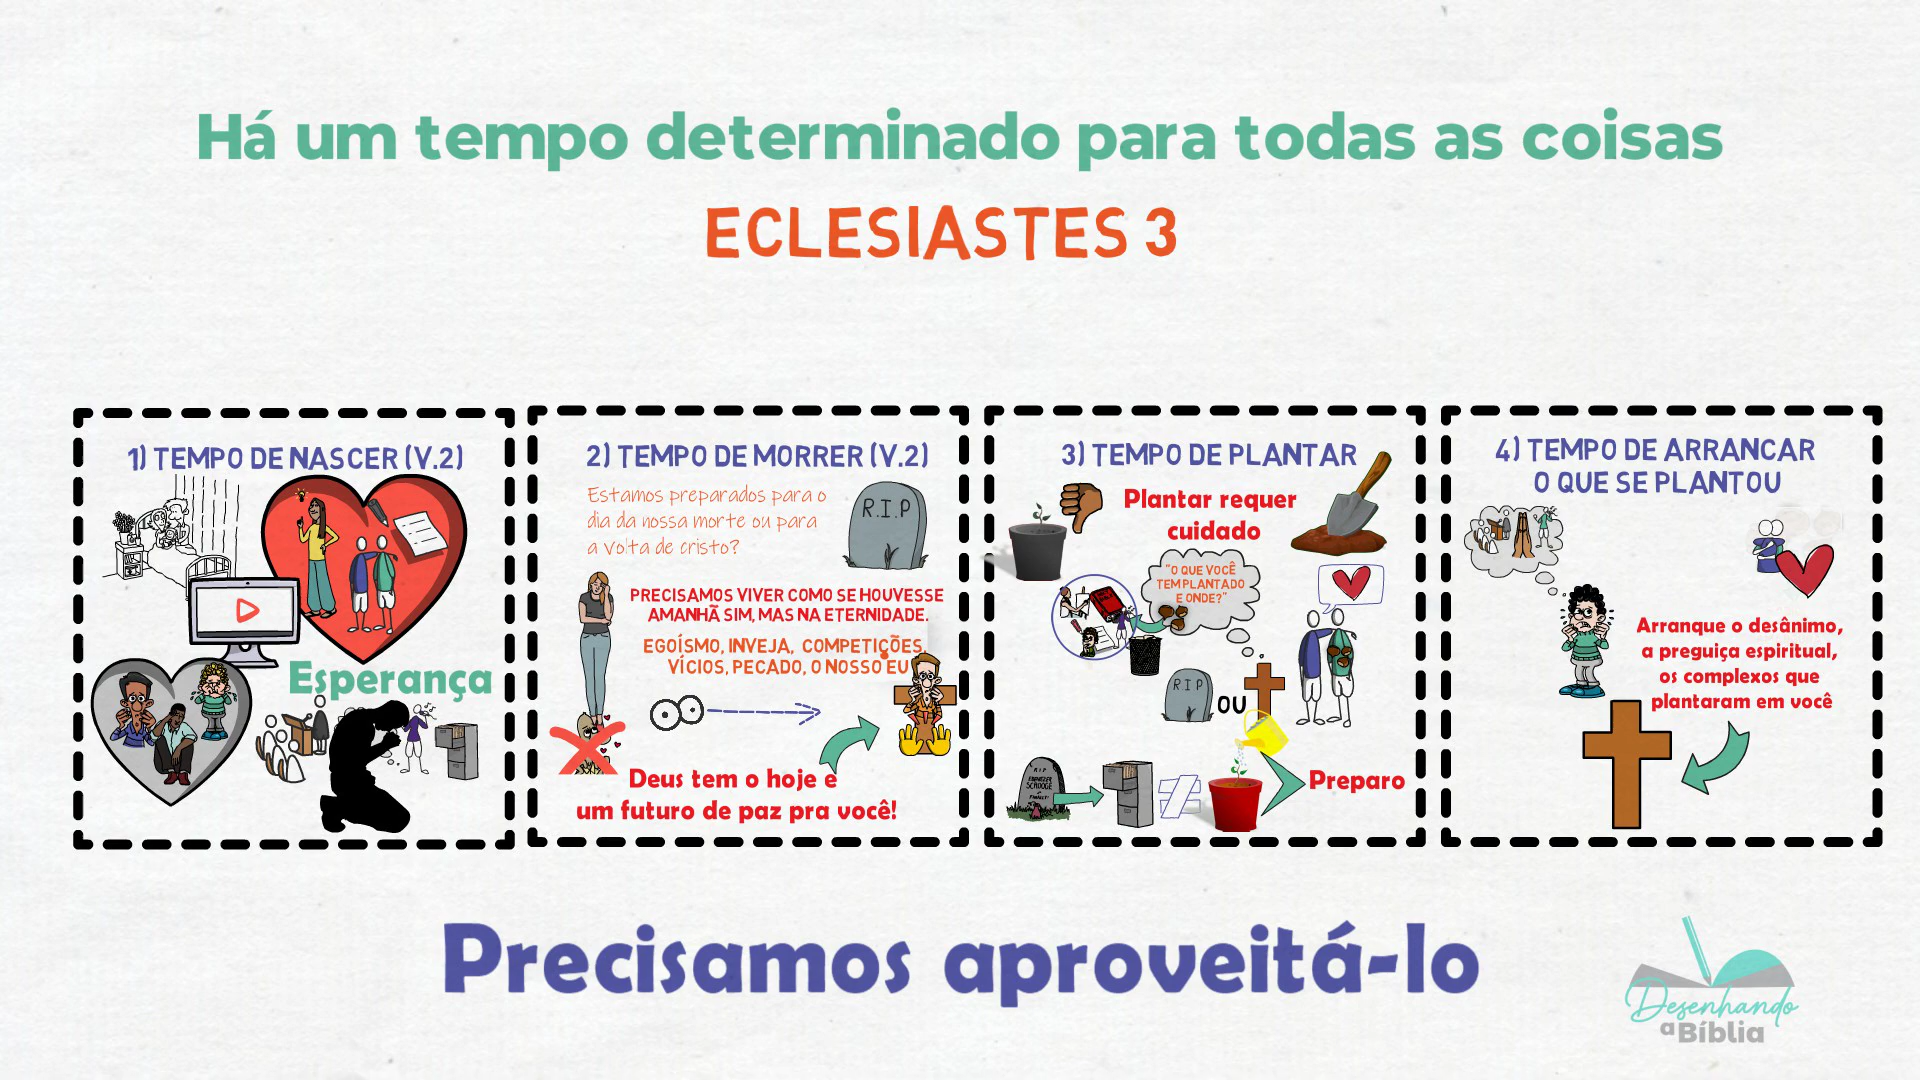 Há um tempo determinado para todas as coisas
ECLESIASTES 3
1) TEMPO DE NASCER (V.2)
Esperança
2) TEMPO DE MORRER (V.2)
Estamos preparados para o
dia da nossa morte ou para
a volta de cristo?
R.I.P
PRECISAMOS VIVER COMO SE HOUVESSE
AMANHÃ SIM, MAS NA ETERNIDADE.
EGOÍSMO, INVEJA, COMPETIÇÕES,
VÍCIOS, PECADO, O NOSSO EU
Deus tem o hoje e
um futuro de paz pra você!
3) TEMPO DE PLANTAR
Plantar requer
cuidado
"O QUE VOCÊ
TEM PLANTADO
E ONDE?"
RIP
OU
RIP
EBENEZER
SCROOGE
Preparo
4) TEMPO DE ARRANCAR
O QUE SE PLANTOU
Arranque o desânimo,
a preguiça espiritual,
os complexos que
plantaram em você
Precisamos aproveitá-lo
Desenhando
a Bíblia